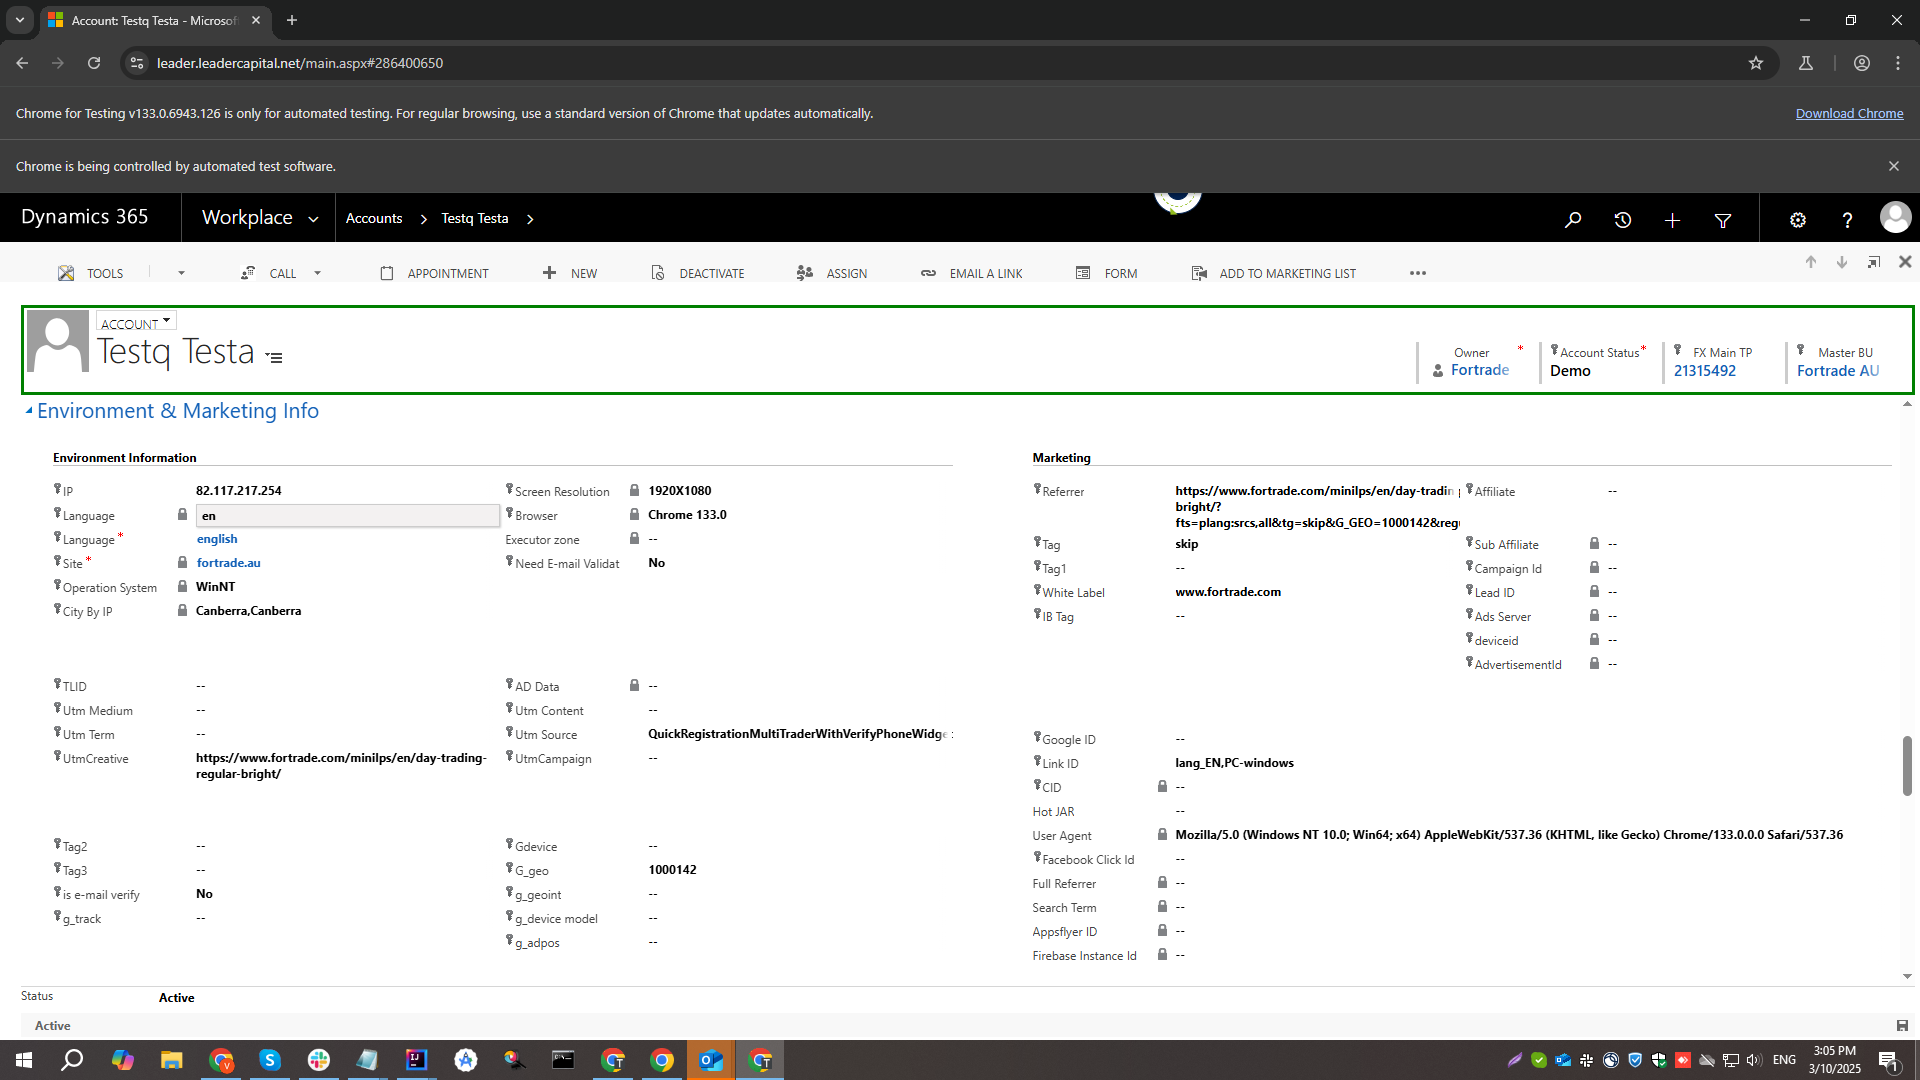 Account: Testq Testa - Microsof
leader.leadercapital.net/main.aspx#286400650
Chrome for Testing v133.0.6943.126 is only for automated testing. For regular browsing, use a standard version of Chrome that updates automatically.
Download Chrome
Chrome is being controlled by automated test software.
Dynamics 365
Workplace
Accounts
Testq Testa
TOOLS
CALL
APPOINTMENT
NEW
DEACTIVATE
ASSIGN
EMAIL A LINK
FORM
ADD TO MARKETING LIST
ACCOUNT
Testq Testa
Owner *
Fortrade
Account Status *
Demo
FX Main TP
21315492
Master BU
Fortrade AU
Environment & Marketing Info
Environment Information
IP 82.117.217.254
Language en
Language * english
Site * fortrade.au
Operation System WinNT
City By IP Canberra,Canberra
Screen Resolution 1920X1080
Browser Chrome 133.0
Executor zone --
Need E-mail Validat No
TLID --
Utm Medium --
Utm Term --
UtmCreative https://www.fortrade.com/minilps/en/day-trading-
regular-bright/
AD Data --
Utm Content --
Utm Source QuickRegistrationMultiTraderWithVerifyPhoneWidge
UtmCampaign --
Tag2 --
Tag3 --
is e-mail verify No
g_track --
Gdevice --
G_geo 1000142
g_geoint --
g_device model --
g_adpos --
Marketing
Referrer https://www.fortrade.com/minilps/en/day-tradin
bright/?
fts=plang:srcs,all&tg=skip&G_GEO=1000142&reg
Tag skip
Tag1 --
White Label www.fortrade.com
IB Tag --
Affiliate --
Sub Affiliate --
Campaign Id --
Lead ID --
Ads Server --
deviceid --
AdvertisementId --
Google ID --
Link ID lang_EN,PC-windows
CID --
Hot JAR --
User Agent Mozilla/5.0 (Windows NT 10.0; Win64; x64) AppleWebKit/537.36 (KHTML, like Gecko) Chrome/133.0.0.0 Safari/537.36
Facebook Click Id --
Full Referrer --
Search Term --
Appsflyer ID --
Firebase Instance Id --
Status Active
Active
ENG
3:05 PM
3/10/2025
1